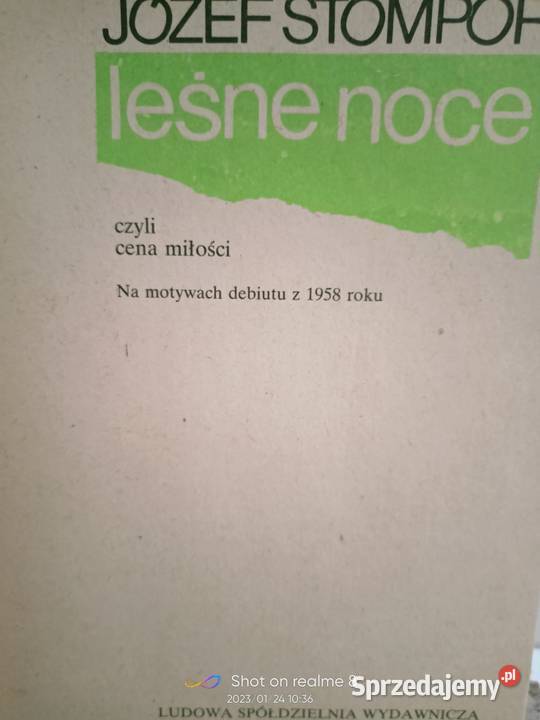 JÓZEF STOMPOR
leśne noce
czyli
cena miłości
Na motywach debiutu z 1958 roku
Shot on realme 8
2023/01/24 10:36
Sprzedajemy.pl
LUDOWA SPÓŁDZIELNIA WYDAWNICZA